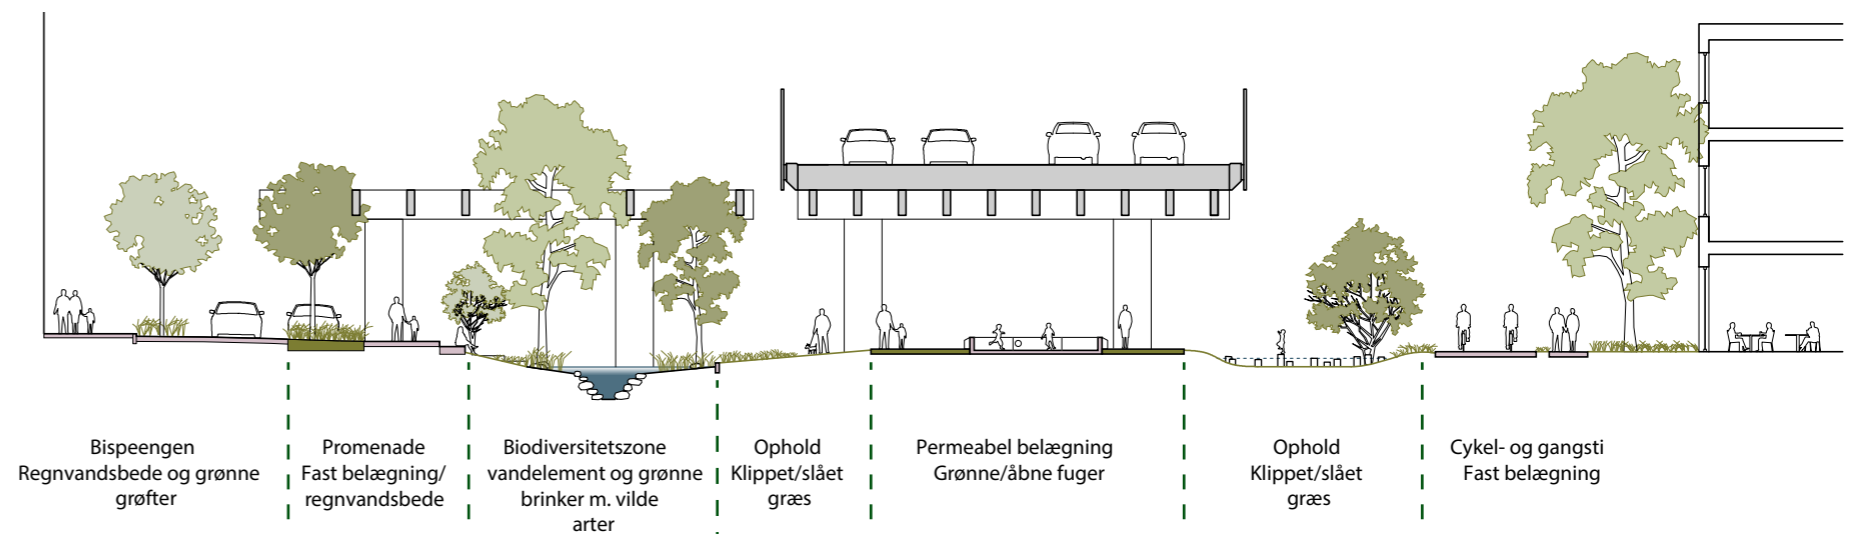 Bispeengen
Regnvandsbede og grønne
grøfter
Promenade
Fast belægning/
regnvandsbede
Biodiversitetszone
vandelement og grønne
brinker m. vilde
arter
Ophold
Klippet/slået
græs
Permeabel belægning
Grønne/åbne fuger
Ophold
Klippet/slået
græs
Cykel- og gangsti
Fast belægning